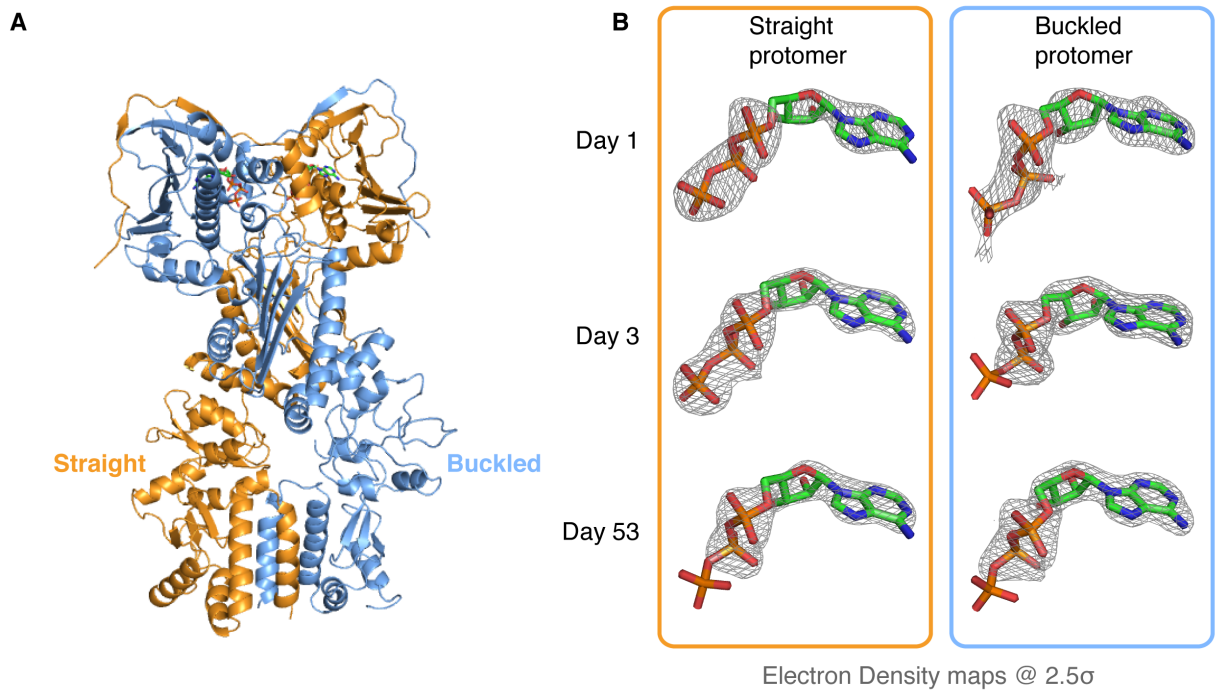 A
Straight
Buckled
B
Straight
protomer
Buckled
protomer
Day 1
Day 3
Day 53
Electron Density maps @ 2.5σ